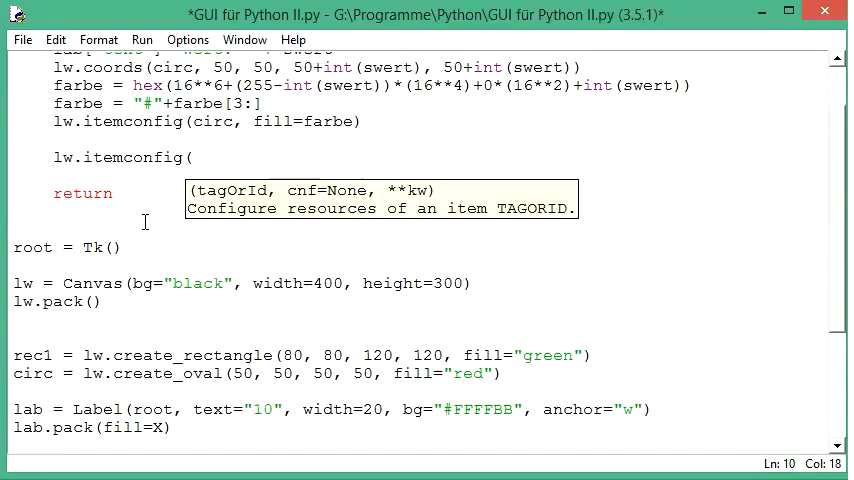 *GUI für Python II.py - G:\Programme\Python\GUI für Python II.py (3.5.1)*
File Edit Format Run Options Window Help
lw.coords(circ, 50, 50, 50+int(swert), 50+int(swert))
farbe = hex(16**6+(255-int(swert))*(16**4)+0*(16**2)+int(swert))
farbe = "#"+farbe[3:]
lw.itemconfig(circ, fill=farbe)
lw.itemconfig(
(tagOrId, cnf=None, **kw)
Configure resources of an item TAGORID.
return
root = Tk()
lw = Canvas(bg="black", width=400, height=300)
lw.pack()
rec1 = lw.create_rectangle(80, 80, 120, 120, fill="green")
circ = lw.create_oval(50, 50, 50, 50, fill="red")
lab = Label(root, text="10", width=20, bg="#FFFFBB", anchor="w")
lab.pack(fill=X)
Ln: 10 Col: 18